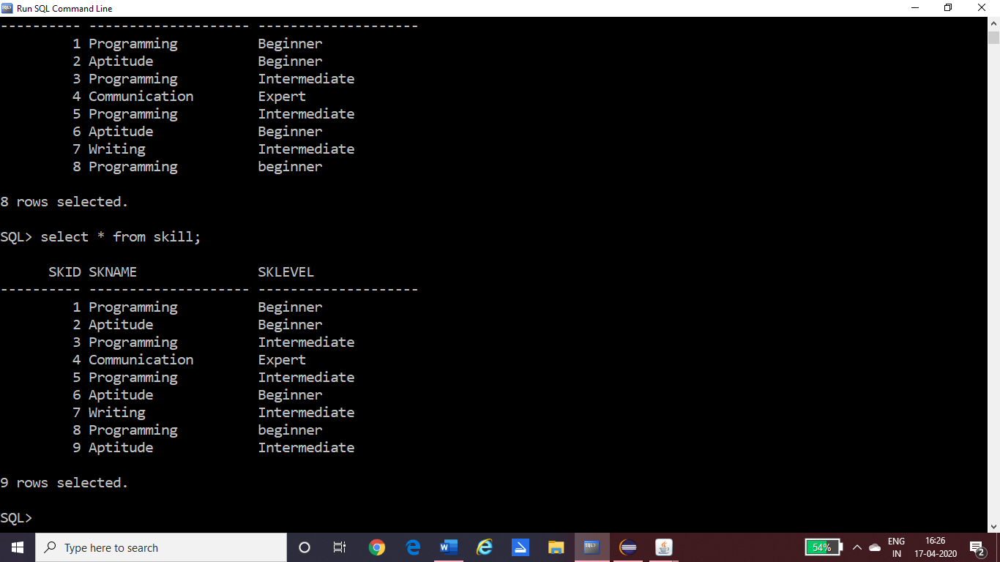 Run SQL Command Line
---------- -------------------- --------------------
         1 Programming          Beginner
         2 Aptitude             Beginner
         3 Programming          Intermediate
         4 Communication        Expert
         5 Programming          Intermediate
         6 Aptitude             Beginner
         7 Writing              Intermediate
         8 Programming          beginner
8 rows selected.
SQL> select * from skill;
      SKID SKNAME               SKLEVEL
---------- -------------------- --------------------
         1 Programming          Beginner
         2 Aptitude             Beginner
         3 Programming          Intermediate
         4 Communication        Expert
         5 Programming          Intermediate
         6 Aptitude             Beginner
         7 Writing              Intermediate
         8 Programming          beginner
         9 Aptitude             Intermediate
9 rows selected.
SQL>
Type here to search
54%
ENG
IN
16:26
17-04-2020
2